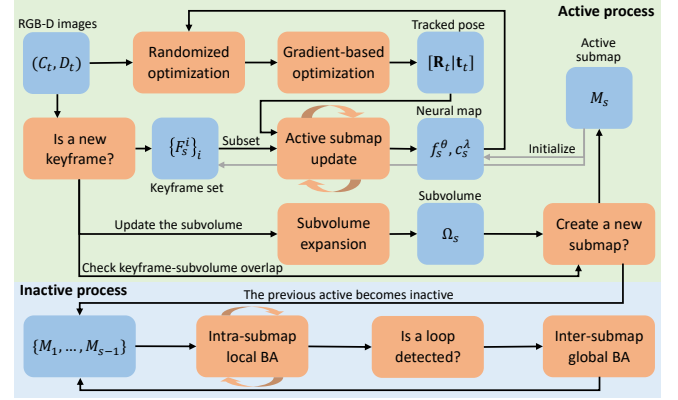 RGB-D images
Active process
Tracked pose
Active
submap
(C_t, D_t)
Randomized
optimization
Gradient-based
optimization
[R_t|t_t]
M_s
Neural map
Is a new
keyframe?
{F_s^i}_i
Subset
Active submap
update
f_s^θ, c_s^λ
Initialize
Keyframe set
Subvolume
Update the subvolume
Subvolume
expansion
Ω_s
Create a new
submap?
Check keyframe-subvolume overlap
Inactive process
The previous active becomes inactive
{M_1, …, M_{s−1}}
Intra-submap
local BA
Is a loop
detected?
Inter-submap
global BA